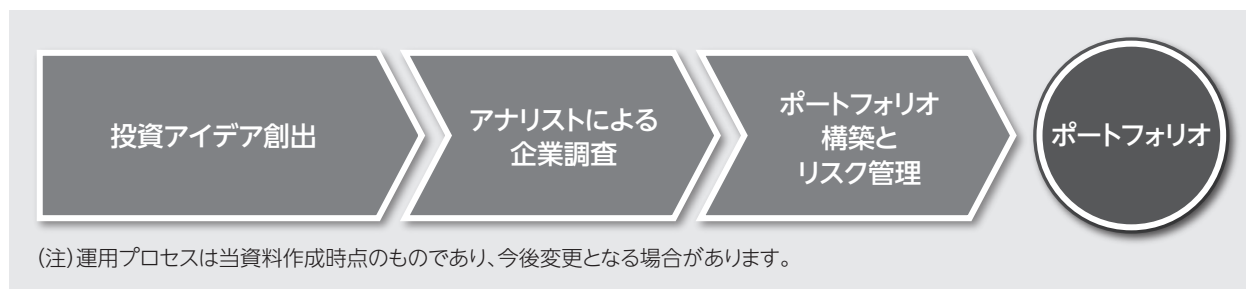 投資アイデア創出
アナリストによる
企業調査
ポートフォリオ
構築と
リスク管理
ポートフォリオ
(注)運用プロセスは当資料作成時点のものであり、今後変更となる場合があります。